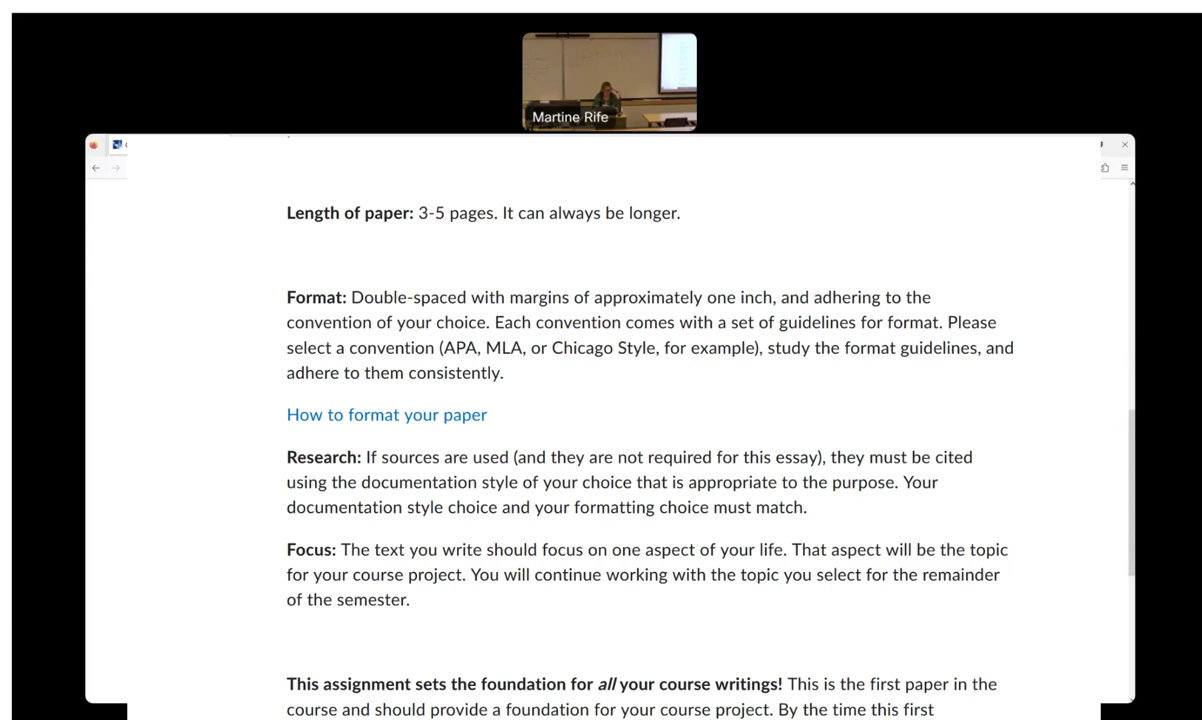 Martine Rife
Length of paper: 3-5 pages. It can always be longer.
Format: Double-spaced with margins of approximately one inch, and adhering to the
convention of your choice. Each convention comes with a set of guidelines for format. Please
select a convention (APA, MLA, or Chicago Style, for example), study the format guidelines, and
adhere to them consistently.
How to format your paper
Research: If sources are used (and they are not required for this essay), they must be cited
using the documentation style of your choice that is appropriate to the purpose. Your
documentation style choice and your formatting choice must match.
Focus: The text you write should focus on one aspect of your life. That aspect will be the topic
for your course project. You will continue working with the topic you select for the remainder
of the semester.
This assignment sets the foundation for all your course writings! This is the first paper in the
course and should provide a foundation for your course project. By the time this first